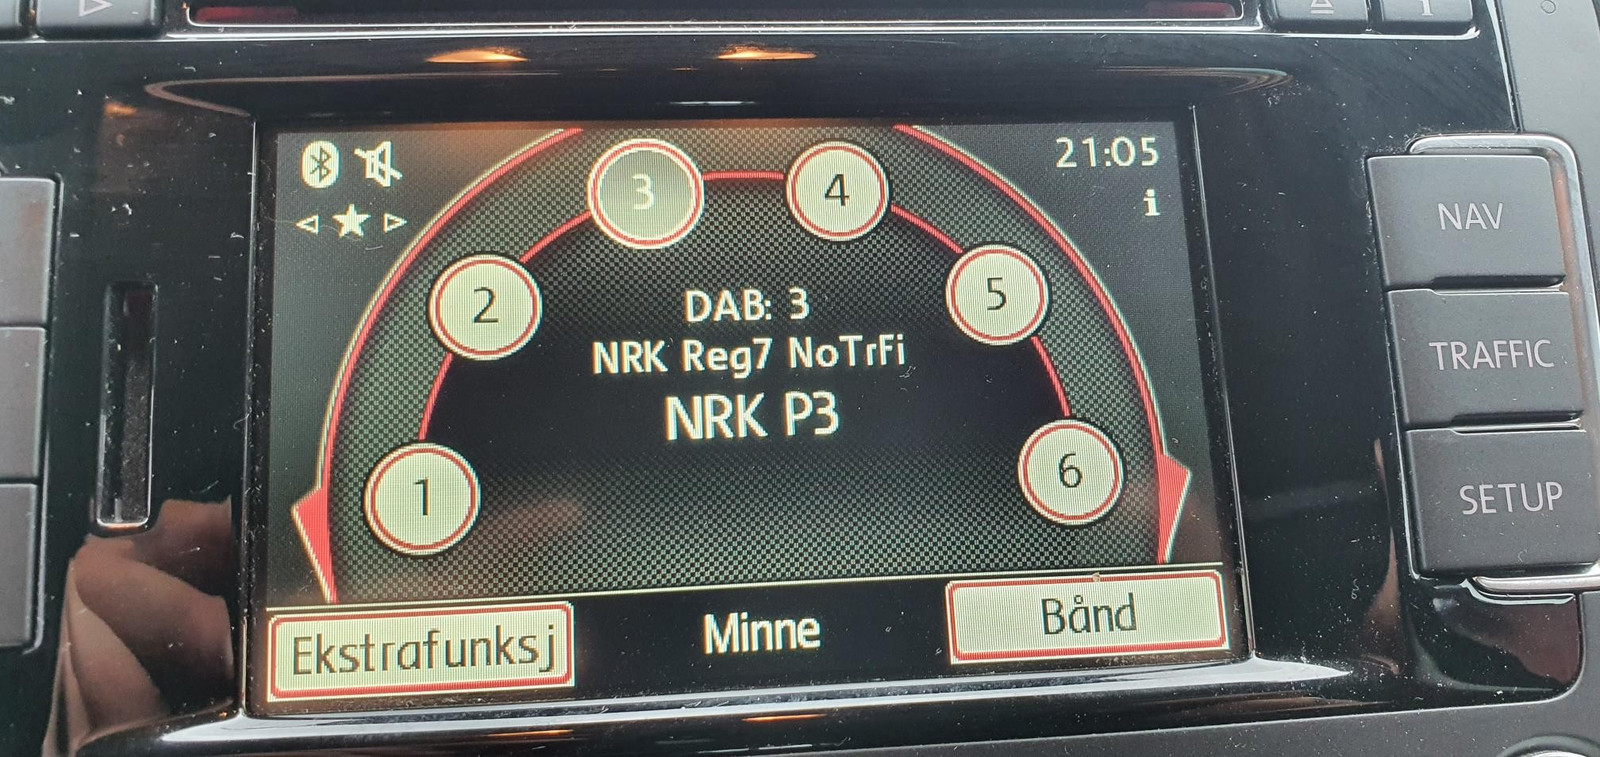 21:05
i
3
4
2
5
DAB: 3
NRK Reg7 NoTrFi
NRK P3
1
6
Ekstrafunksj
Minne
Bånd
NAV
TRAFFIC
SETUP